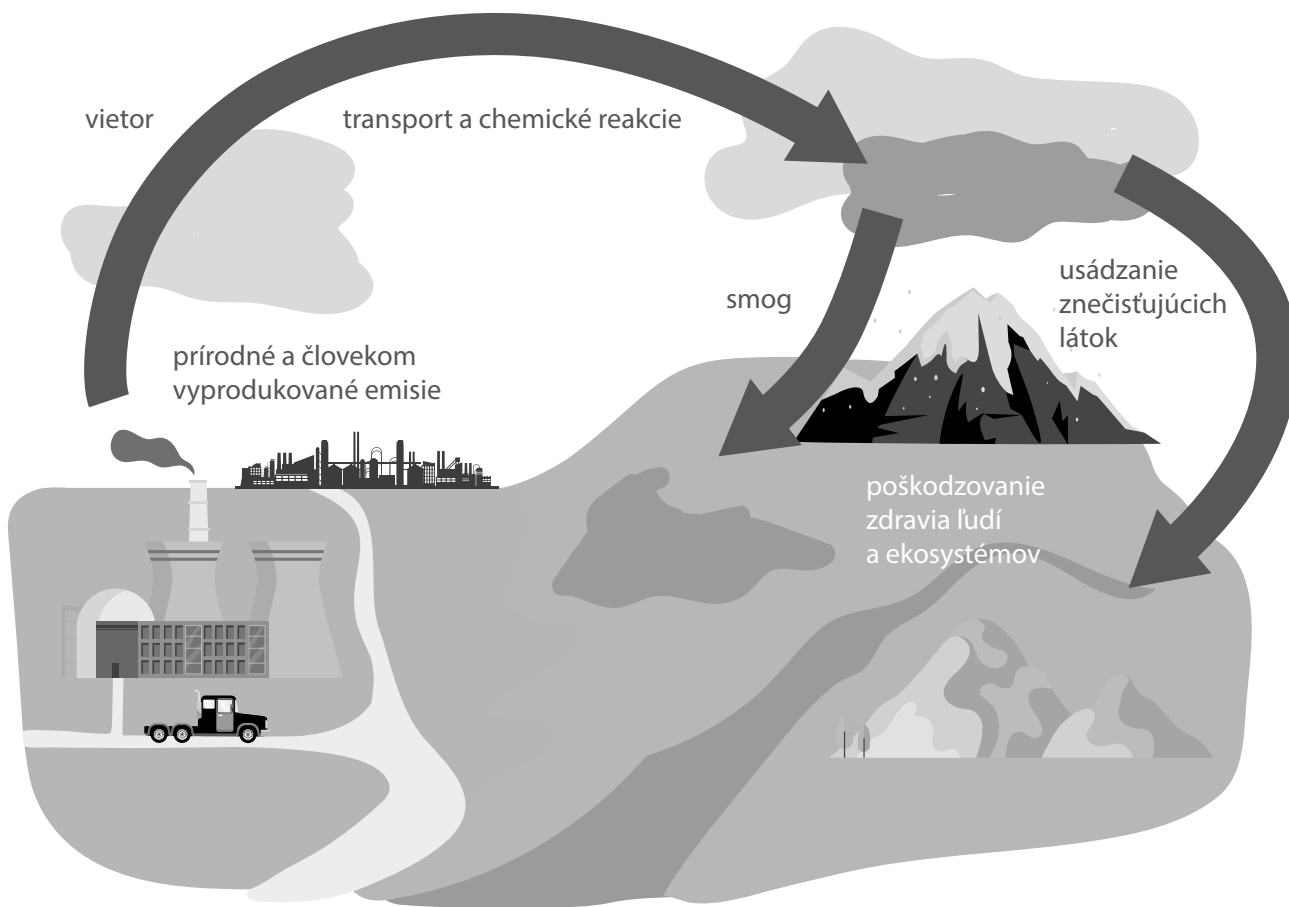 vietor
transport a chemické reakcie
usádzanie
znečisťujúcich
látok
smog
prírodné a človekom
vyprodukované emisie
poškodzovanie
zdravia ľudí
a ekosystémov